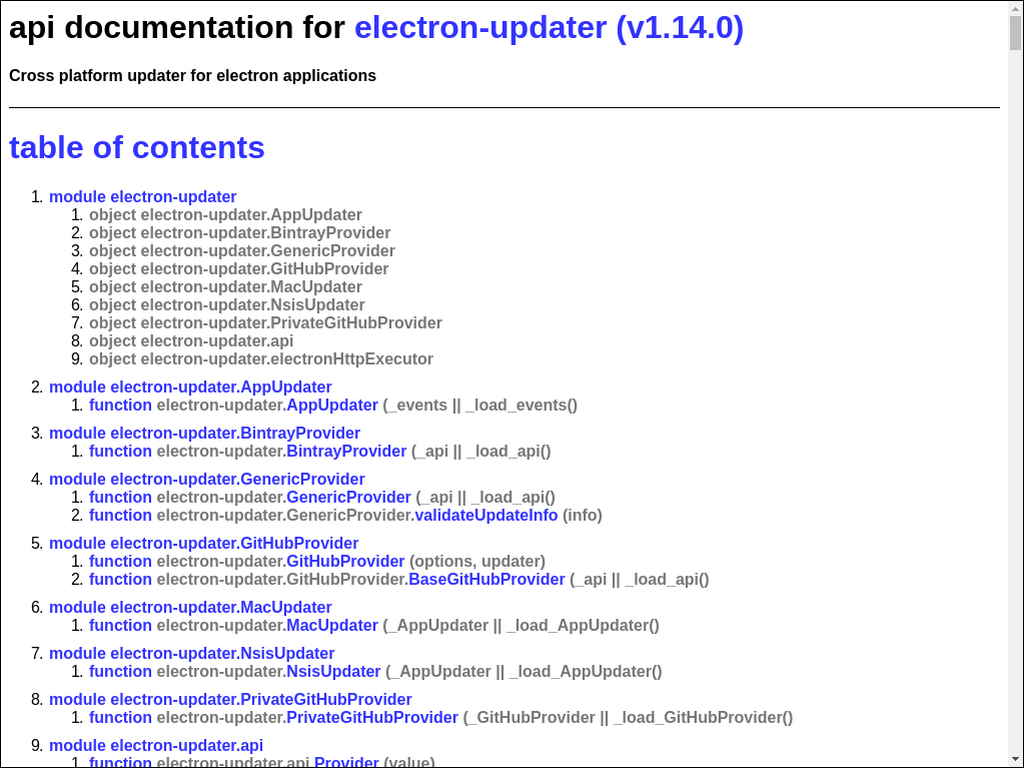 api documentation for electron-updater (v1.14.0)
Cross platform updater for electron applications
table of contents
1. module electron-updater
1. object electron-updater.AppUpdater
2. object electron-updater.BintrayProvider
3. object electron-updater.GenericProvider
4. object electron-updater.GitHubProvider
5. object electron-updater.MacUpdater
6. object electron-updater.NsisUpdater
7. object electron-updater.PrivateGitHubProvider
8. object electron-updater.api
9. object electron-updater.electronHttpExecutor
2. module electron-updater.AppUpdater
1. function electron-updater.AppUpdater (_events || _load_events()
3. module electron-updater.BintrayProvider
1. function electron-updater.BintrayProvider (_api || _load_api()
4. module electron-updater.GenericProvider
1. function electron-updater.GenericProvider (_api || _load_api()
2. function electron-updater.GenericProvider.validateUpdateInfo (info)
5. module electron-updater.GitHubProvider
1. function electron-updater.GitHubProvider (options, updater)
2. function electron-updater.GitHubProvider.BaseGitHubProvider (_api || _load_api()
6. module electron-updater.MacUpdater
1. function electron-updater.MacUpdater (_AppUpdater || _load_AppUpdater()
7. module electron-updater.NsisUpdater
1. function electron-updater.NsisUpdater (_AppUpdater || _load_AppUpdater()
8. module electron-updater.PrivateGitHubProvider
1. function electron-updater.PrivateGitHubProvider (_GitHubProvider || _load_GitHubProvider()
9. module electron-updater.api
1. function electron-updater.api.Provider (value)